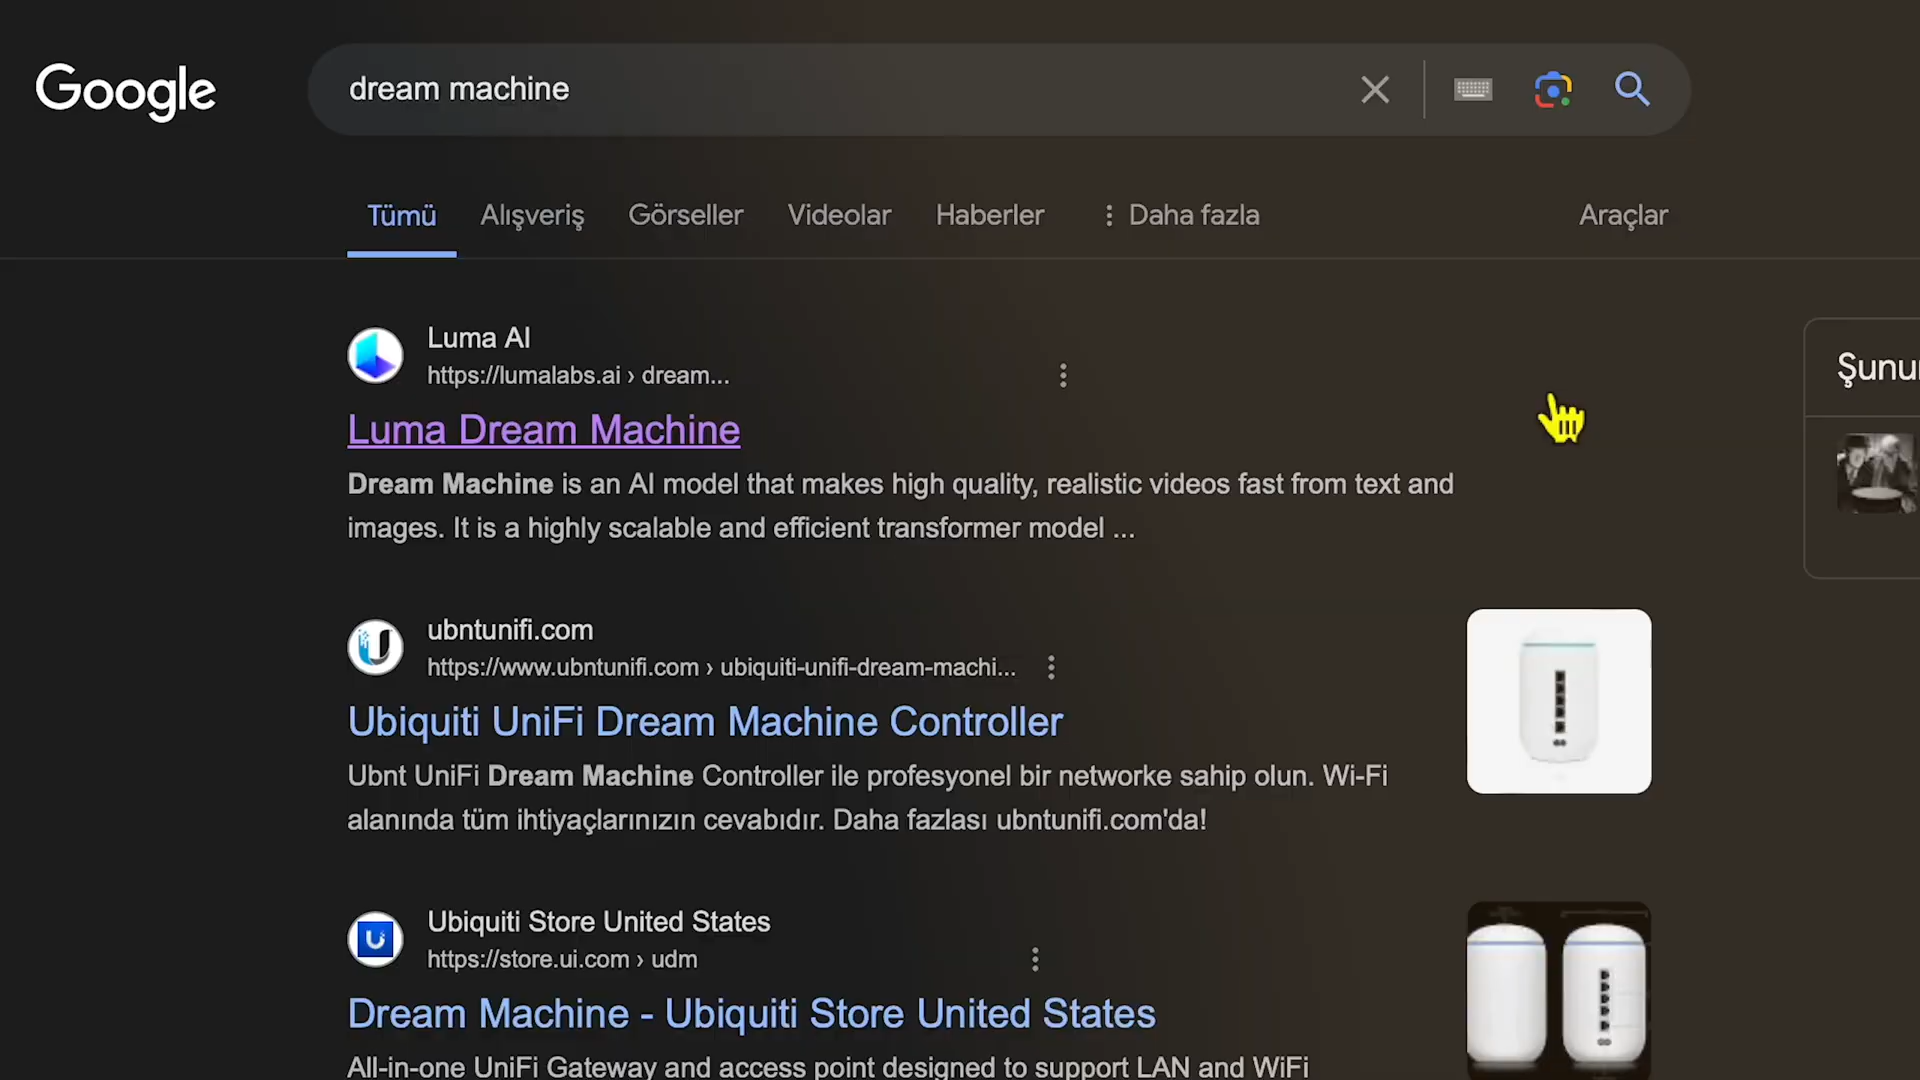 Google
dream machine
Tümü Alışveriş Görseller Videolar Haberler Daha fazla Araçlar
Luma AI
https://lumalabs.ai › dream...
Luma Dream Machine
Dream Machine is an AI model that makes high quality, realistic videos fast from text and
images. It is a highly scalable and efficient transformer model ...
ubntunifi.com
https://www.ubntunifi.com › ubiquiti-unifi-dream-machi...
Ubiquiti UniFi Dream Machine Controller
Ubnt UniFi Dream Machine Controller ile profesyonel bir networke sahip olun. Wi-Fi
alanında tüm ihtiyaçlarınızın cevabıdır. Daha fazlası ubntunifi.com'da!
Ubiquiti Store United States
https://store.ui.com › udm
Dream Machine - Ubiquiti Store United States
All-in-one UniFi Gateway and access point designed to support LAN and WiFi